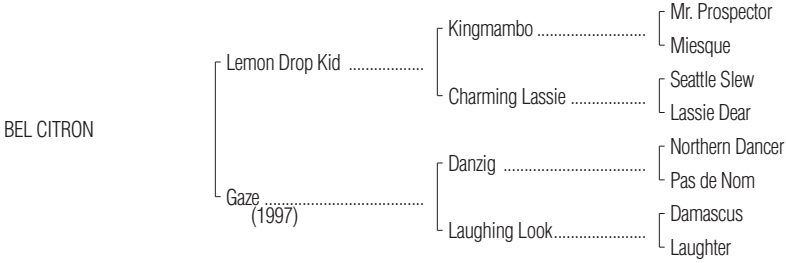 Mr. Prospector
Kingmambo ..........................
Miesque
Lemon Drop Kid ..................
Seattle Slew
Charming Lassie ..................
Lassie Dear
BEL CITRON
Northern Dancer
Danzig ..................................
Pas de Nom
Gaze ......................................
(1997)
Damascus
Laughing Look......................
Laughter